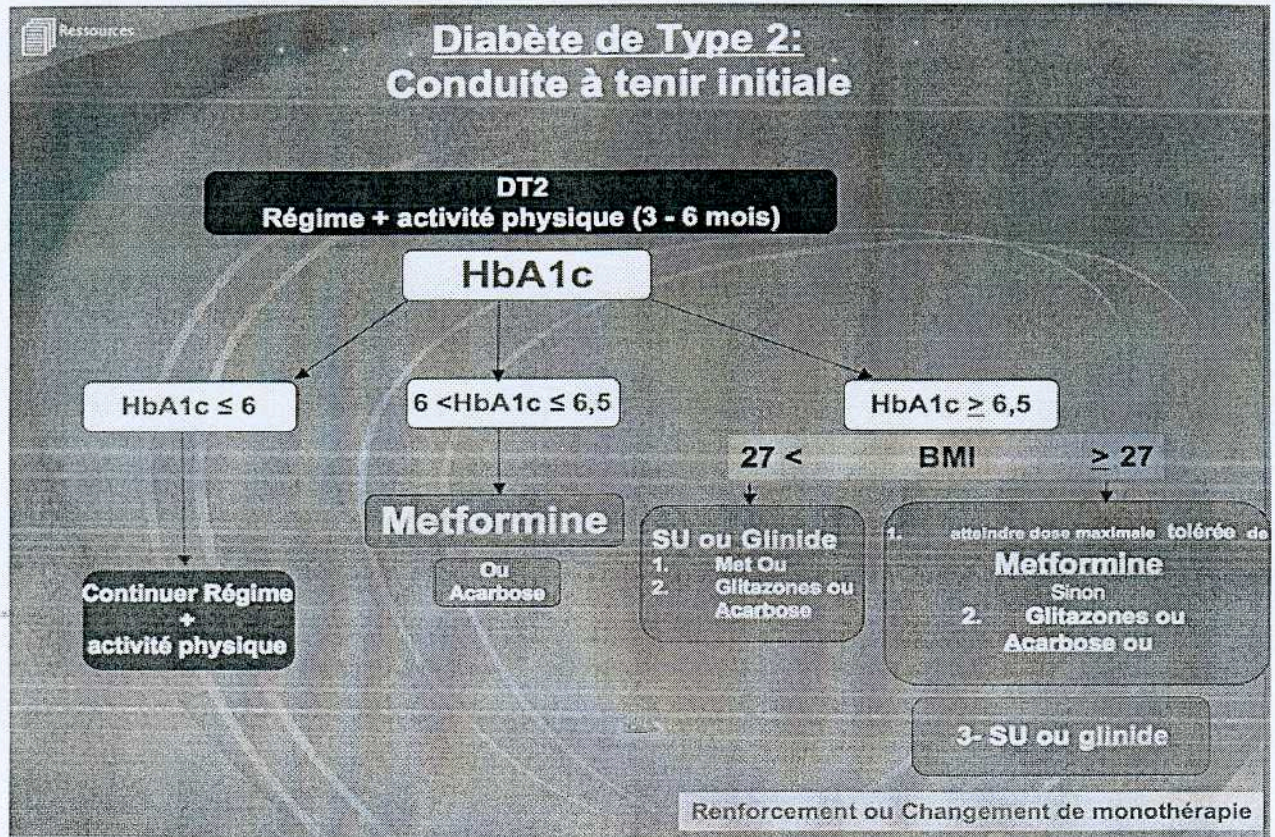 Ressources
Diabète de Type 2:
Conduite à tenir initiale
DT2
Régime + activité physique (3 - 6 mois)
HbA1c
HbA1c ≤ 6
6 <HbA1c ≤ 6,5
HbA1c ≥ 6,5
27 < BMI ≥ 27
Continuer Régime
+
activité physique
Metformine
Ou
Acarbose
SU ou Glinide
1. Met Ou
2. Glitazones ou
Acarbose
1. atteindre dose maximale tolérée de
Metformine
Sinon
2. Glitazones ou
Acarbose ou
3- SU ou glinide
Renforcement ou Changement de monothérapie